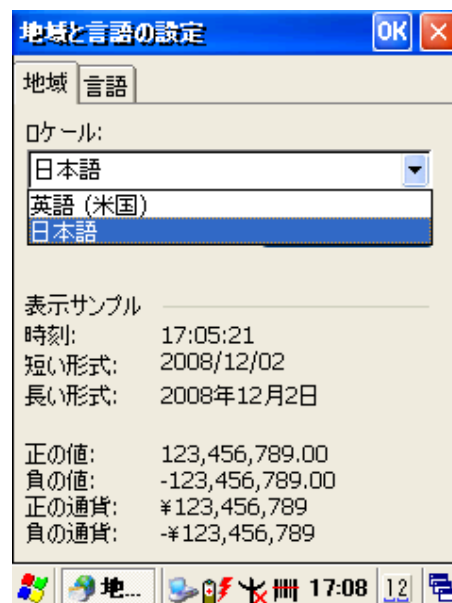 地域と言語の設定 OK ×
地域 言語
ロケール:
日本語
英語 (米国)
日本語
表示サンプル
時刻: 17:05:21
短い形式: 2008/12/02
長い形式: 2008年12月2日
正の値: 123,456,789.00
負の値: -123,456,789.00
正の通貨: ¥123,456,789
負の通貨: -¥123,456,789
地... 17:08 12